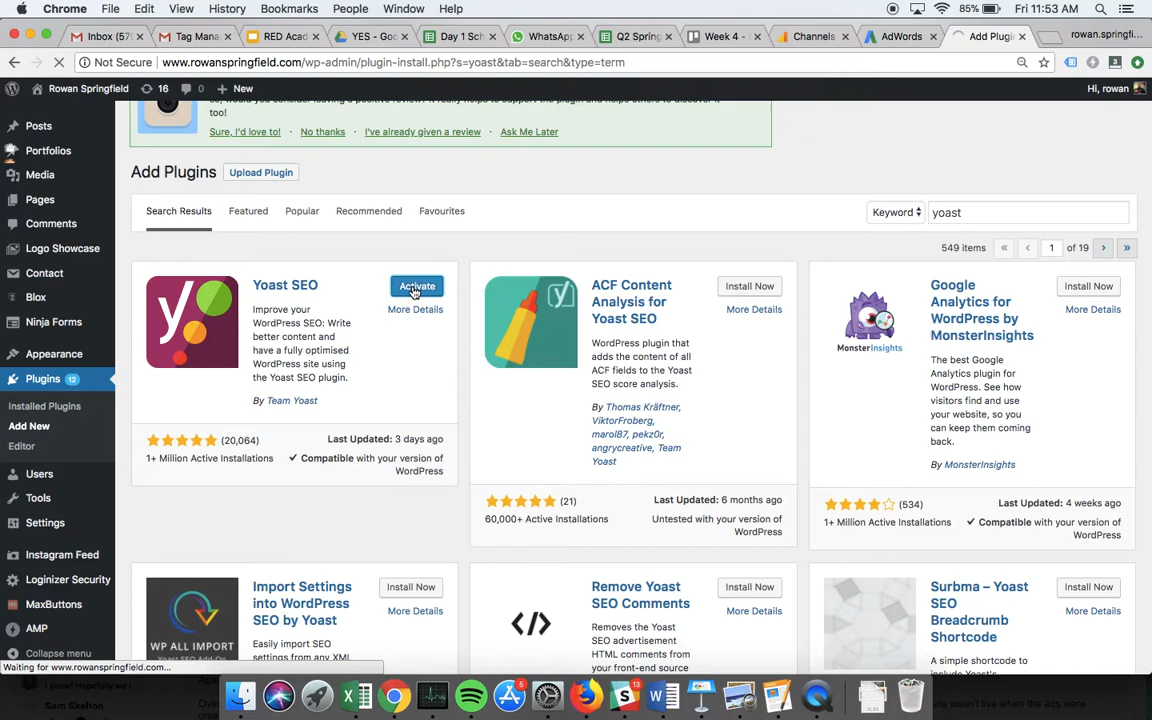 Chrome File Edit View History Bookmarks People Window Help 85% Fri 11:53 AM
Inbox (57 Tag Mana RED Aca YES - Go Day 1 Sc WhatsAp Q2 Spring Week 4 - Channels AdWords Add Plugi rowan.springfi...
Not Secure www.rowanspringfield.com/wp-admin/plugin-install.php?s=yoast&tab=search&type=term
Rowan Springfield 16 0 New Hi, rowan
too!
Sure, I'd love to! · No thanks · I've already given a review · Ask Me Later
Posts
Portfolios
Media
Pages
Comments
Logo Showcase
Contact
Blox
Ninja Forms
Appearance
Plugins 12
Installed Plugins
Add New
Editor
Users
Tools
Settings
Instagram Feed
Loginizer Security
MaxButtons
AMP
Collapse menu
Add Plugins Upload Plugin
Search Results Featured Popular Recommended Favourites Keyword yoast
549 items « ‹ 1 of 19 › »
Yoast SEO
Activate
More Details
Improve your
WordPress SEO: Write
better content and
have a fully optimised
WordPress site using
the Yoast SEO plugin.
By Team Yoast
(20,064)
1+ Million Active Installations
Last Updated: 3 days ago
✓ Compatible with your version of
WordPress
ACF Content
Analysis for
Yoast SEO
Install Now
More Details
WordPress plugin that
adds the content of all
ACF fields to the Yoast
SEO score analysis.
By Thomas Kräftner,
ViktorFroberg,
marol87, pekz0r,
angrycreative, Team
Yoast
(21)
60,000+ Active Installations
Last Updated: 6 months ago
Untested with your version of
WordPress
MonsterInsights
Google
Analytics for
WordPress by
MonsterInsights
Install Now
More Details
The best Google
Analytics plugin for
WordPress. See how
visitors find and use
your website, so you
can keep them coming
back.
By MonsterInsights
(534)
1+ Million Active Installations
Last Updated: 4 weeks ago
✓ Compatible with your version of
WordPress
WP ALL IMPORT
Import Settings
into WordPress
SEO by Yoast
Install Now
More Details
Easily import SEO
settings from any XML
</>
Remove Yoast
SEO Comments
Install Now
More Details
Removes the Yoast
SEO advertisement
HTML comments from
your front-end source
Surbma – Yoast
SEO
Breadcrumb
Shortcode
Install Now
More Details
A simple shortcode to
Waiting for www.rowanspringfield.com...
Sam Skelton
5
13